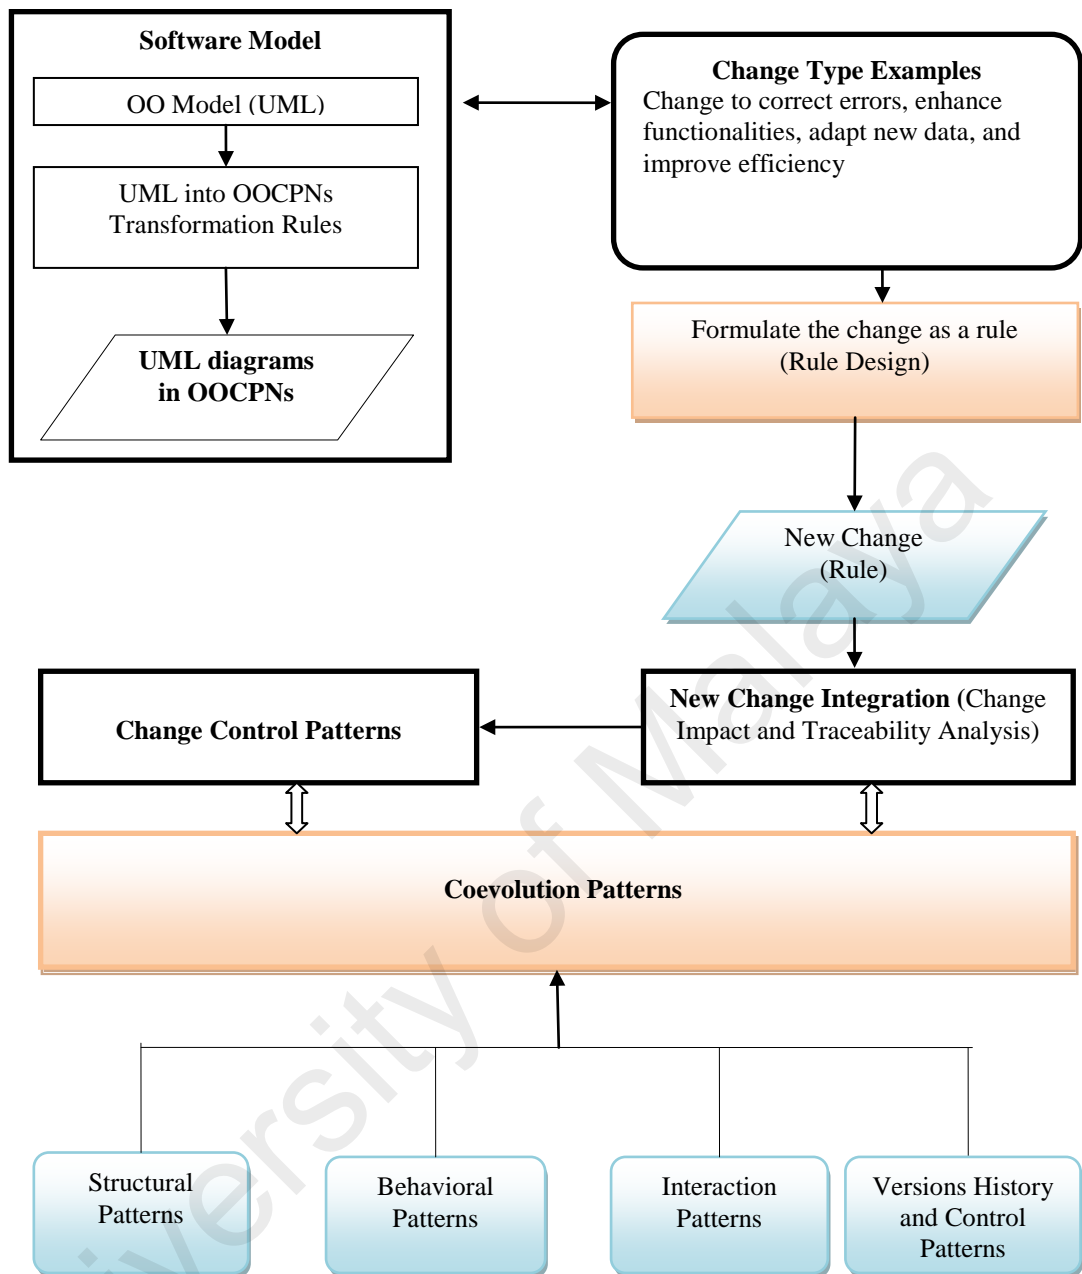 Software Model
OO Model (UML)
UML into OOCPNs
Transformation Rules
UML diagrams
in OOCPNs
Change Type Examples
Change to correct errors, enhance
functionalities, adapt new data, and
improve efficiency
Formulate the change as a rule
(Rule Design)
New Change
(Rule)
New Change Integration (Change
Impact and Traceability Analysis)
Change Control Patterns
Coevolution Patterns
Structural
Patterns
Behavioral
Patterns
Interaction
Patterns
Versions History
and Control
Patterns
versity of Malaya